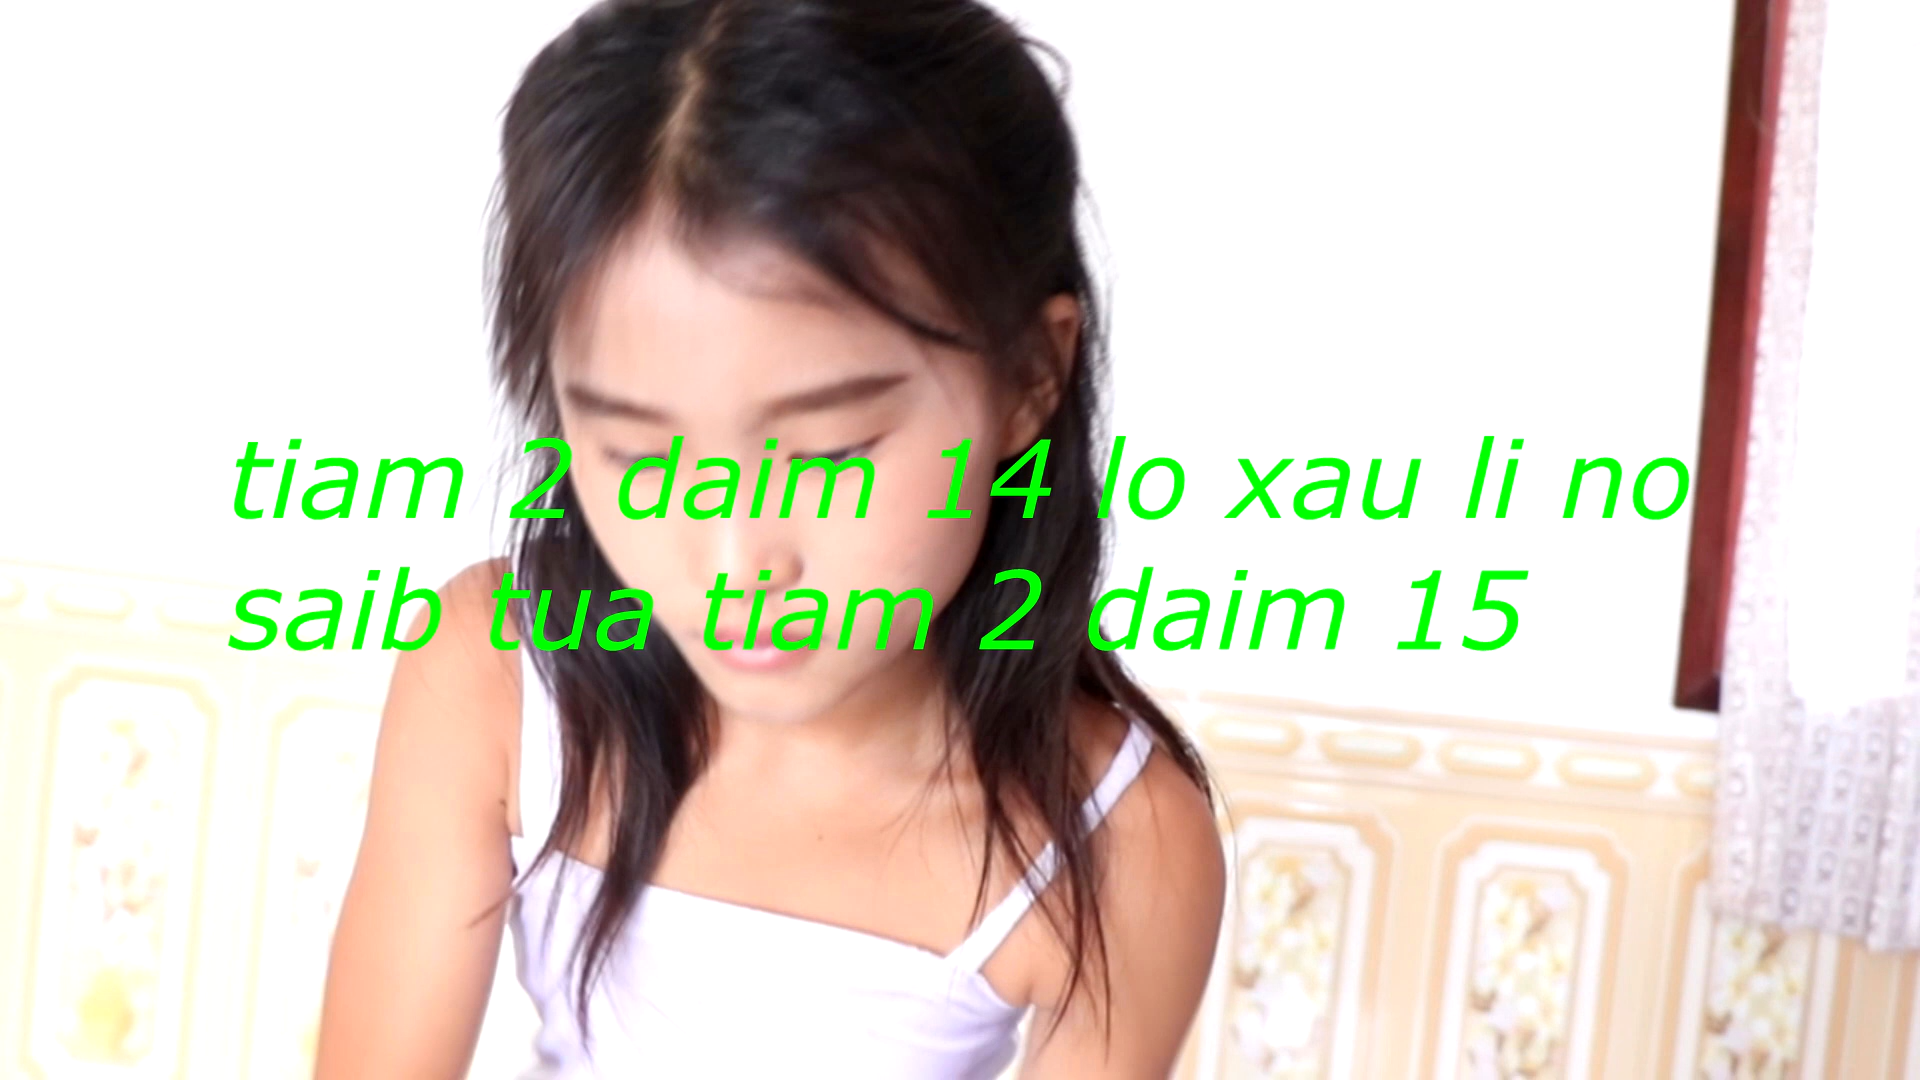 tiam 2 daim 14 lo xau li no
saib tua tiam 2 daim 15